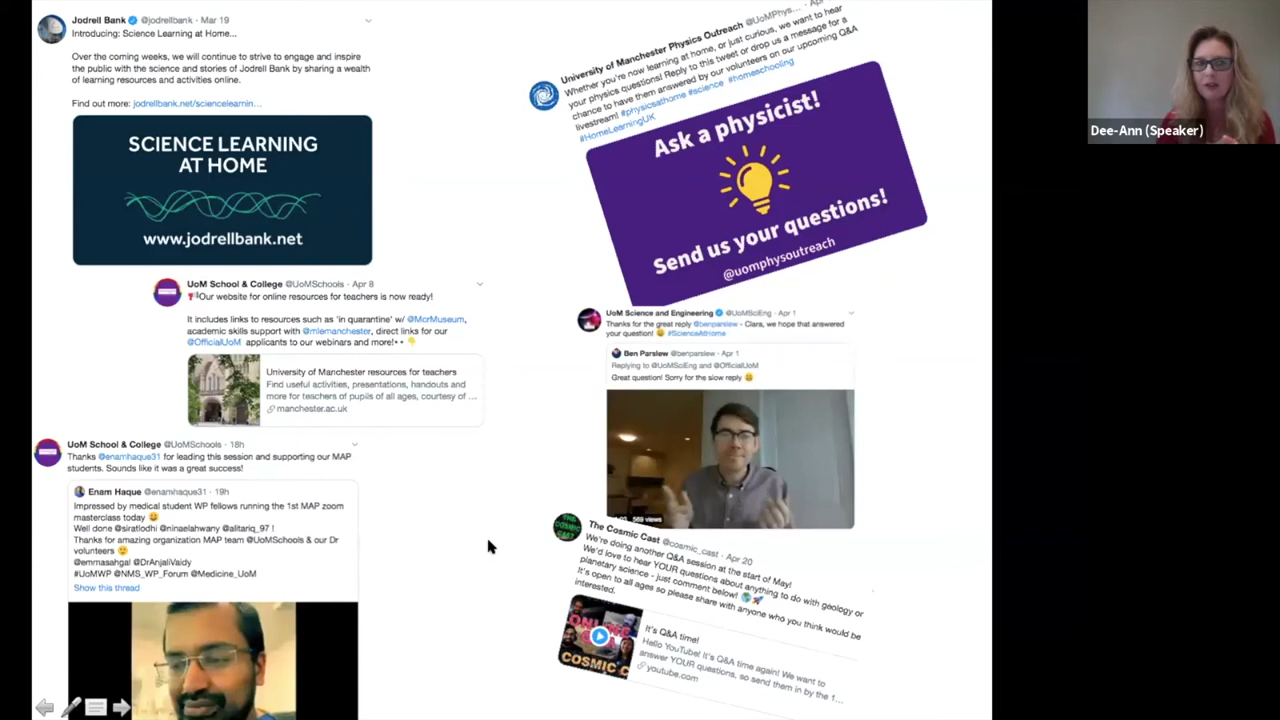 Jodrell Bank @jodrellbank · Mar 19
Introducing: Science Learning at Home...
Over the coming weeks, we will continue to strive to engage and inspire
the public with the science and stories of Jodrell Bank by sharing a wealth
of learning resources and activities online.
Find out more: jodrellbank.net/sciencelearnin...
SCIENCE LEARNING
AT HOME
www.jodrellbank.net
UoM School & College @UoMSchools · Apr 8
Our website for online resources for teachers is now ready!
It includes links to resources such as 'in quarantine' w/ @McrMuseum,
academic skills support with @mlemanchester, direct links for our
@OfficialUoM applicants to our webinars and more!
University of Manchester resources for teachers
Find useful activities, presentations, handouts and
more for teachers of pupils of all ages, courtesy of ...
manchester.ac.uk
UoM School & College @UoMSchools · 18h
Thanks @enamhaque31 for leading this session and supporting our MAP
students. Sounds like it was a great success!
Enam Haque @enamhaque31 · 19h
Impressed by medical student WP fellows running the 1st MAP zoom
masterclass today
Well done @siratlodhi @ninaelahwany @alitariq_97 !
Thanks for amazing organization MAP team @UoMSchools & our Dr
volunteers
@emmasahgal @DrAnjaliVaidy
#UoMWP @NMS_WP_Forum @Medicine_UoM
Show this thread
University of Manchester Physics Outreach @UoMPhys... · Apr
Whether you're now learning at home, or just curious, we want to hear
your physics questions! Reply to this tweet or drop us a message for a
chance to have them answered by our volunteers on our upcoming Q&A
livestream! #physicsathome #science #homeschooling
#HomeLearningUK
Ask a physicist!
Send us your questions!
@uomphysoutreach
UoM Science and Engineering @UoMSciEng · Apr 1
Thanks for the great reply @benparslew - Clara, we hope that answered
your question! #ScienceAtHome
Ben Parslew @benparslew · Apr 1
Replying to @UoMSciEng and @OfficialUoM
Great question! Sorry for the slow reply
569 views
THE COSMIC CAST
The Cosmic Cast @cosmic_cast · Apr 20
We're doing another Q&A session at the start of May!
We'd love to hear YOUR questions about anything to do with geology or
planetary science - just comment below!
It's open to all ages so please share with anyone who you think would be
interested.
ONLINE
COSMIC C
It's Q&A time!
Hello YouTube! It's Q&A time again! We want to
answer YOUR questions, so send them in by the 1...
youtube.com
Dee-Ann (Speaker)